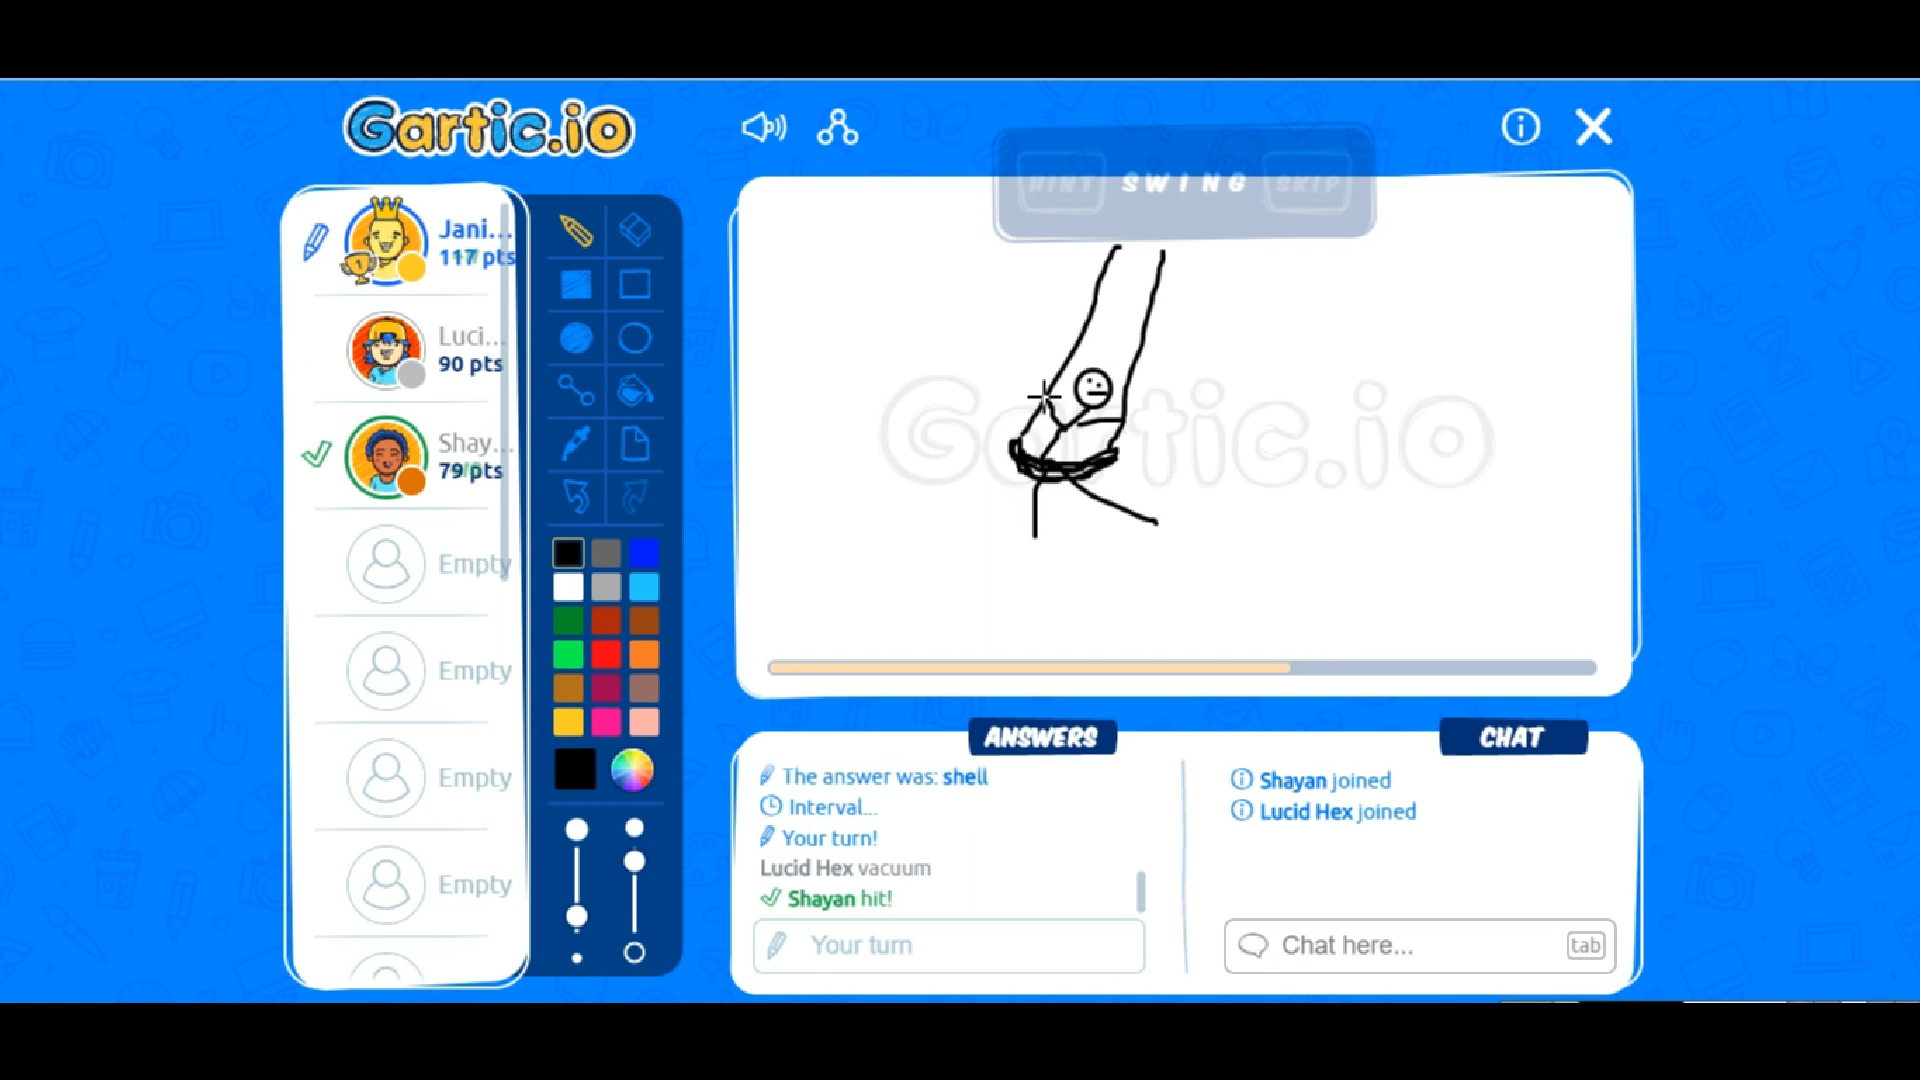 Gartic.io
HINT SWING SKIP
Jani...
117 pts
Luci...
90 pts
Shay...
79 pts
Empty
Empty
Empty
Empty
Gartic.io
ANSWERS
The answer was: shell
Interval...
Your turn!
Lucid Hex vacuum
Shayan hit!
Your turn
CHAT
Shayan joined
Lucid Hex joined
Chat here... tab